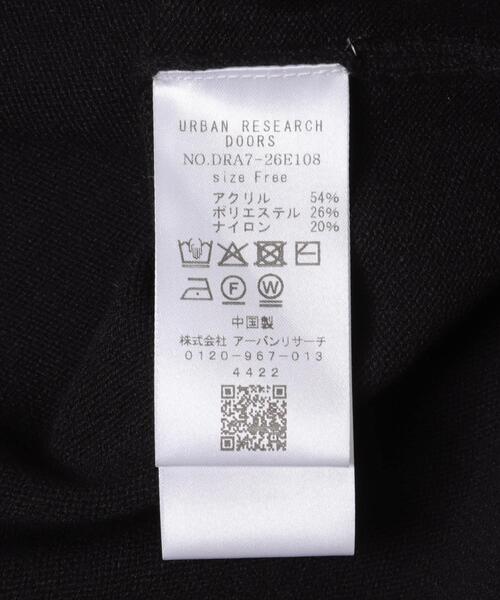 URBAN RESEARCH
DOORS
NO.DRA7-26E108
size Free
アクリル 54%
ポリエステル 26%
ナイロン 20%
F W
中国製
株式会社 アーバンリサーチ
0120-967-013
4422